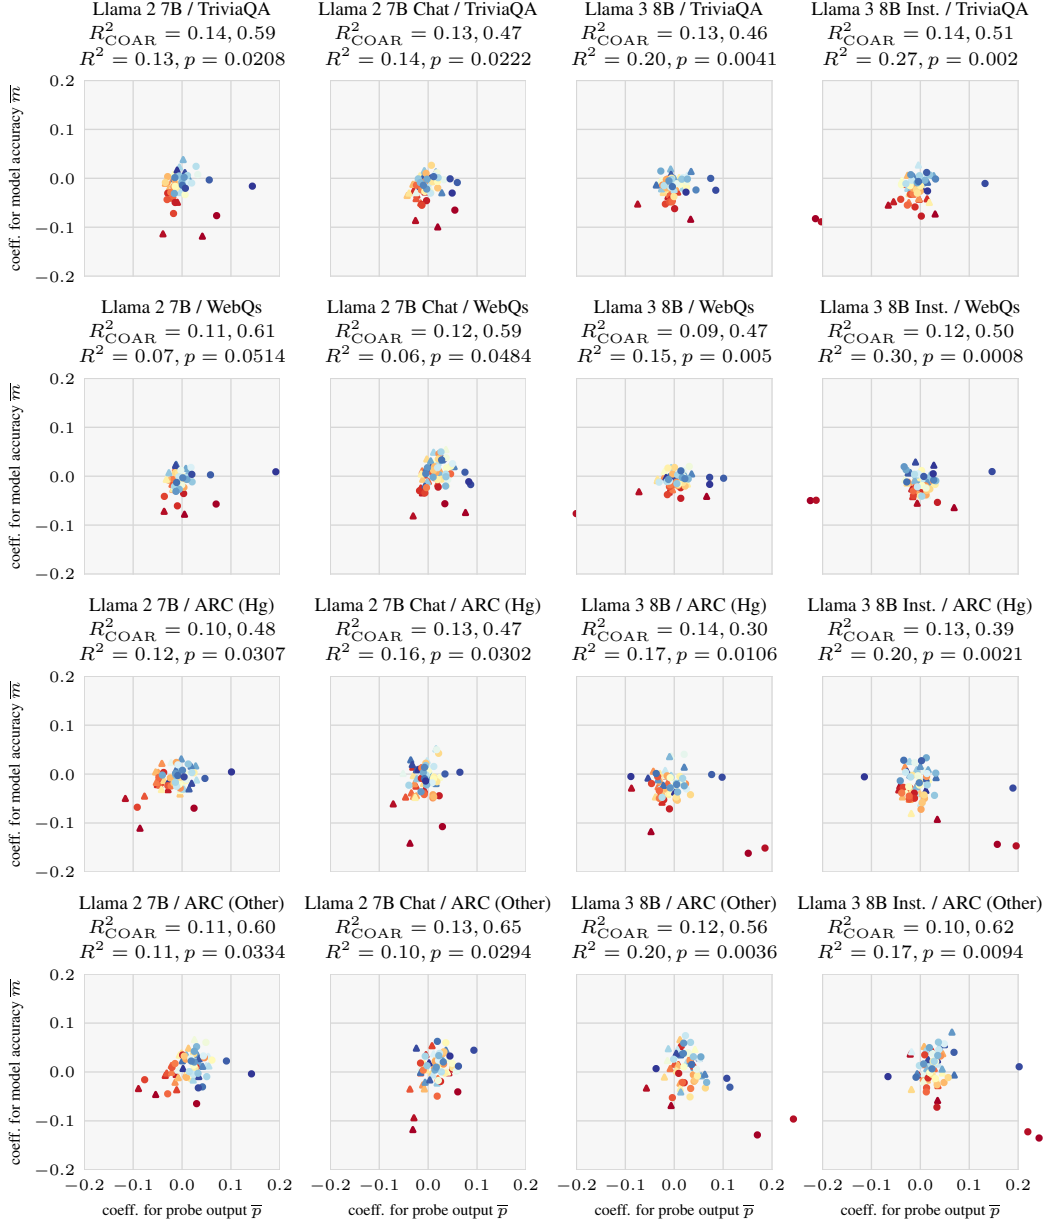 Llama 2 7B / TriviaQA
R²_COAR = 0.14, 0.59
R² = 0.13, p = 0.0208
Llama 2 7B Chat / TriviaQA
R²_COAR = 0.13, 0.47
R² = 0.14, p = 0.0222
Llama 3 8B / TriviaQA
R²_COAR = 0.13, 0.46
R² = 0.20, p = 0.0041
Llama 3 8B Inst. / TriviaQA
R²_COAR = 0.14, 0.51
R² = 0.27, p = 0.002
coeff. for model accuracy m̅
0.2
0.1
0.0
−0.1
−0.2
Llama 2 7B / WebQs
R²_COAR = 0.11, 0.61
R² = 0.07, p = 0.0514
Llama 2 7B Chat / WebQs
R²_COAR = 0.12, 0.59
R² = 0.06, p = 0.0484
Llama 3 8B / WebQs
R²_COAR = 0.09, 0.47
R² = 0.15, p = 0.005
Llama 3 8B Inst. / WebQs
R²_COAR = 0.12, 0.50
R² = 0.30, p = 0.0008
coeff. for model accuracy m̅
0.2
0.1
0.0
−0.1
−0.2
Llama 2 7B / ARC (Hg)
R²_COAR = 0.10, 0.48
R² = 0.12, p = 0.0307
Llama 2 7B Chat / ARC (Hg)
R²_COAR = 0.13, 0.47
R² = 0.16, p = 0.0302
Llama 3 8B / ARC (Hg)
R²_COAR = 0.14, 0.30
R² = 0.17, p = 0.0106
Llama 3 8B Inst. / ARC (Hg)
R²_COAR = 0.13, 0.39
R² = 0.20, p = 0.0021
coeff. for model accuracy m̅
0.2
0.1
0.0
−0.1
−0.2
Llama 2 7B / ARC (Other)
R²_COAR = 0.11, 0.60
R² = 0.11, p = 0.0334
Llama 2 7B Chat / ARC (Other)
R²_COAR = 0.13, 0.65
R² = 0.10, p = 0.0294
Llama 3 8B / ARC (Other)
R²_COAR = 0.12, 0.56
R² = 0.20, p = 0.0036
Llama 3 8B Inst. / ARC (Other)
R²_COAR = 0.10, 0.62
R² = 0.17, p = 0.0094
coeff. for model accuracy m̅
0.2
0.1
0.0
−0.1
−0.2
−0.2 −0.1 0.0 0.1 0.2
coeff. for probe output p̅
−0.2 −0.1 0.0 0.1 0.2
coeff. for probe output p̅
−0.2 −0.1 0.0 0.1 0.2
coeff. for probe output p̅
−0.2 −0.1 0.0 0.1 0.2
coeff. for probe output p̅